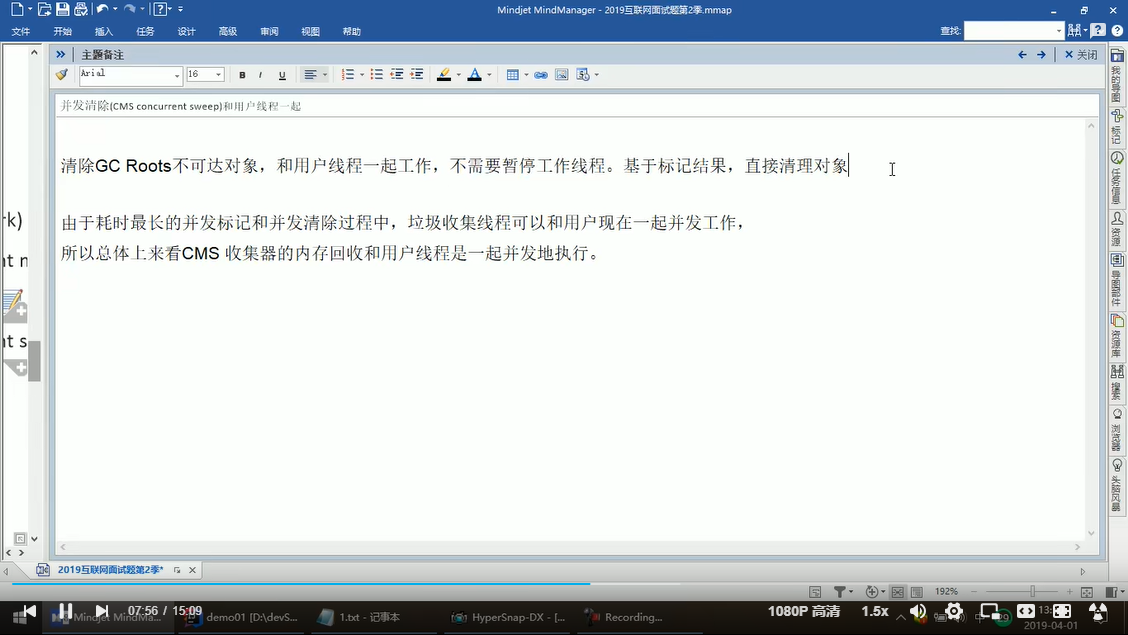 Mindjet MindManager - 2019互联网面试题第2季.mmap
文件 开始 插入 任务 设计 高级 审阅 视图 帮助 查找:
主题备注 关闭
Arial 16 B I U A
并发清除(CMS concurrent sweep)和用户线程一起
清除GC Roots不可达对象，和用户线程一起工作，不需要暂停工作线程。基于标记结果，直接清理对象
由于耗时最长的并发标记和并发清除过程中，垃圾收集线程可以和用户现在一起并发工作，
所以总体上来看CMS 收集器的内存回收和用户线程是一起并发地执行。
rk)
nt n
nt s
我的导图
标记
任务信息
资源
导图部件
资源库
搜索
浏览器
头脑风暴
2019互联网面试题第2季*
192%
07:56 / 15:09
1080P 高清 1.5x
Mindjet MindMa...
demo01 [D:\devS...
1.txt - 记事本
HyperSnap-DX - [...
Recording...
2019-04-01